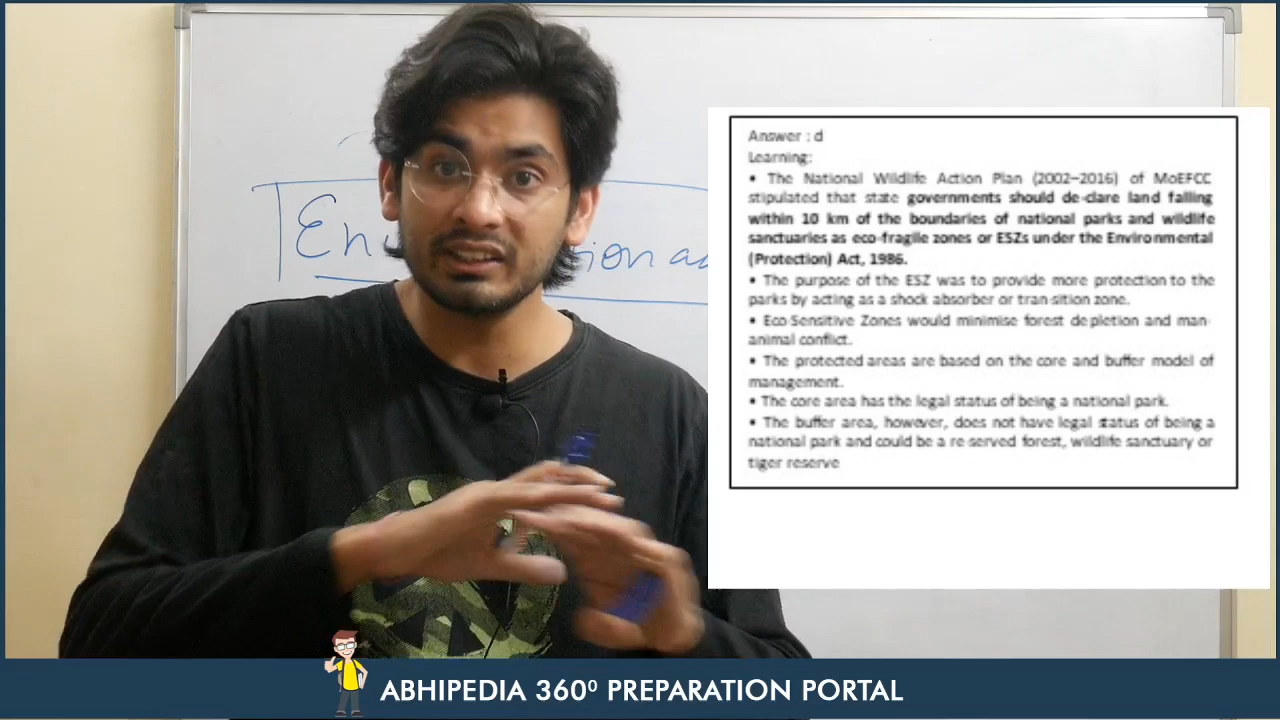 En ion a
Answer : d
Learning:
• The National Wildlife Action Plan (2002–2016) of MoEFCC
stipulated that state governments should de-clare land falling
within 10 km of the boundaries of national parks and wildlife
sanctuaries as eco-fragile zones or ESZs under the Environmental
(Protection) Act, 1986.
• The purpose of the ESZ was to provide more protection to the
parks by acting as a shock absorber or tran-sition zone.
• Eco-Sensitive Zones would minimise forest depletion and man-
animal conflict.
• The protected areas are based on the core and buffer model of
management.
• The core area has the legal status of being a national park.
• The buffer area, however, does not have legal status of being a
national park and could be a re-served forest, wildlife sanctuary or
tiger reserve
ABHIPEDIA 360⁰ PREPARATION PORTAL